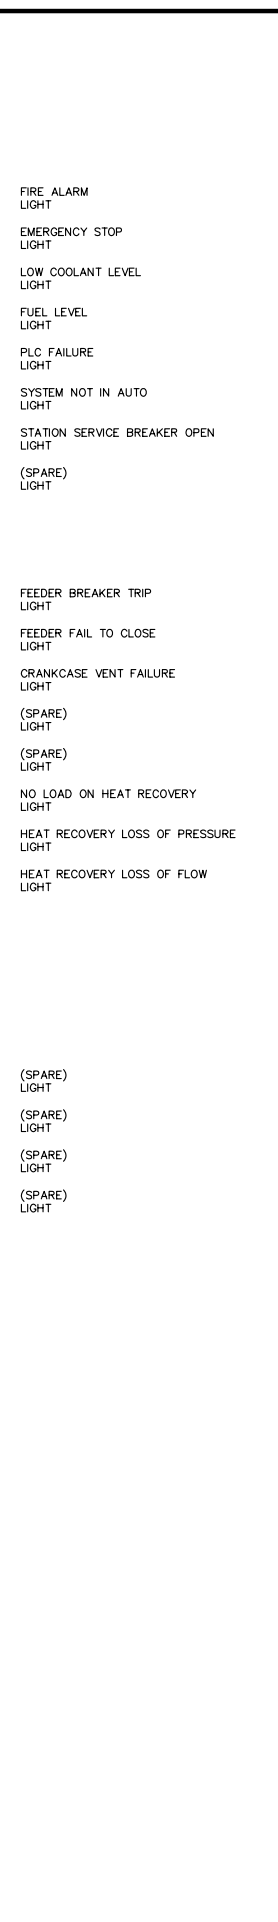 FIRE ALARM
LIGHT
EMERGENCY STOP
LIGHT
LOW COOLANT LEVEL
LIGHT
FUEL LEVEL
LIGHT
PLC FAILURE
LIGHT
SYSTEM NOT IN AUTO
LIGHT
STATION SERVICE BREAKER OPEN
LIGHT
(SPARE)
LIGHT
FEEDER BREAKER TRIP
LIGHT
FEEDER FAIL TO CLOSE
LIGHT
CRANKCASE VENT FAILURE
LIGHT
(SPARE)
LIGHT
(SPARE)
LIGHT
NO LOAD ON HEAT RECOVERY
LIGHT
HEAT RECOVERY LOSS OF PRESSURE
LIGHT
HEAT RECOVERY LOSS OF FLOW
LIGHT
(SPARE)
LIGHT
(SPARE)
LIGHT
(SPARE)
LIGHT
(SPARE)
LIGHT